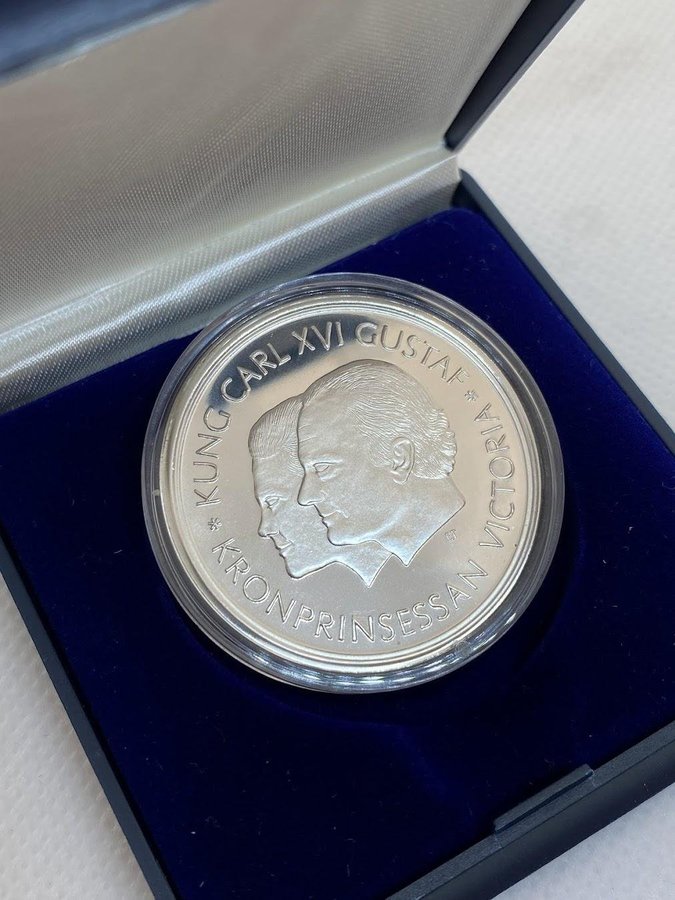 * KUNG CARL XVI GUSTAF *
KRONPRINSESSAN VICTORIA